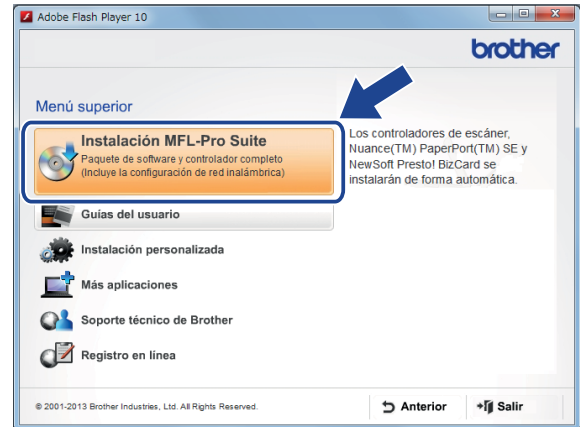 Adobe Flash Player 10
brother
Menú superior
Instalación MFL-Pro Suite
Paquete de software y controlador completo
(Incluye la configuración de red inalámbrica)
Los controladores de
escáner,
Nuance(TM) PaperPort(TM) SE y
NewSoft Presto! BizCard se
instalarán de forma automática.
Guías del usuario
Instalación personalizada
Más aplicaciones
Soporte técnico de Brother
Registro en línea
© 2001-2013 Brother Industries, Ltd. All Rights Reserved.
Anterior
Salir